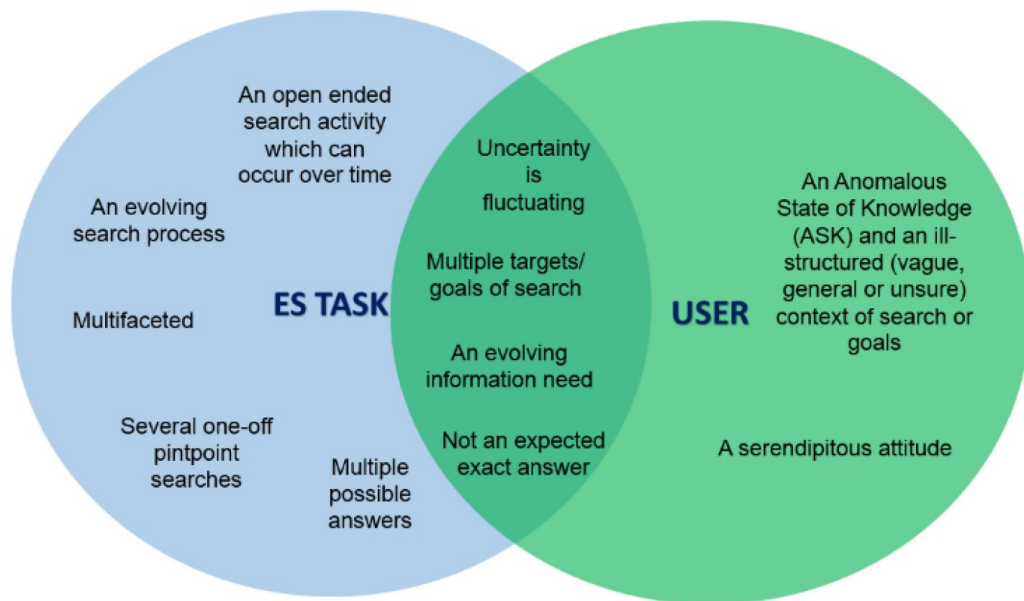 An open ended
search activity
which can
occur over time
An evolving
search process
ES TASK
Multifaceted
Several one-off
pintpoint
searches
Multiple
possible
answers
Uncertainty
is
fluctuating
Multiple targets/
goals of search
An evolving
information need
Not an expected
exact answer
USER
An Anomalous
State of Knowledge
(ASK) and an ill-
structured (vague,
general or unsure)
context of search or
goals
A serendipitous attitude